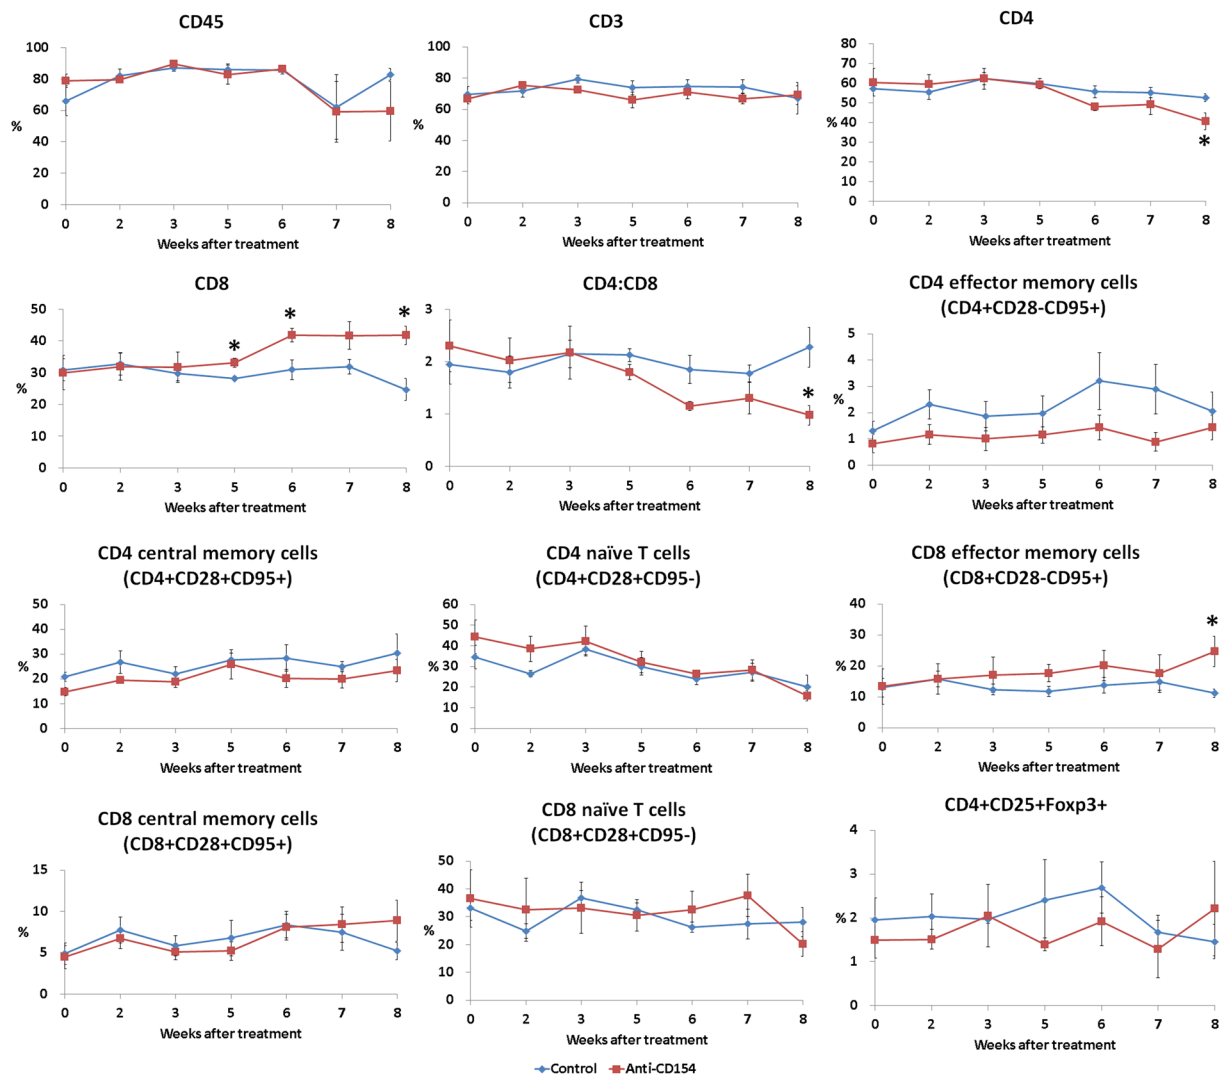 CD45
100
80
60
%
40
20
0
0 2 3 5 6 7 8
Weeks after treatment
CD3
100
80
60
%
40
20
0
0 2 3 5 6 7 8
Weeks after treatment
CD4
80
70
60
50
%
40
30
20
10
0
*
0 2 3 5 6 7 8
Weeks after treatment
CD8
50
40
30
%
20
10
0
* * *
0 2 3 5 6 7 8
Weeks after treatment
CD4:CD8
3
2
1
0
*
0 2 3 5 6 7 8
Weeks after treatment
CD4 effector memory cells
(CD4+CD28-CD95+)
5
4
3
%
2
1
0
0 2 3 5 6 7 8
Weeks after treatment
CD4 central memory cells
(CD4+CD28+CD95+)
50
40
30
%
20
10
0
0 2 3 5 6 7 8
Weeks after treatment
CD4 naïve T cells
(CD4+CD28+CD95-)
60
50
40
%
30
20
10
0
0 2 3 5 6 7 8
Weeks after treatment
CD8 effector memory cells
(CD8+CD28-CD95+)
40
30
%
20
10
0
*
0 2 3 5 6 7 8
Weeks after treatment
CD8 central memory cells
(CD8+CD28+CD95+)
15
10
%
5
0
0 2 3 5 6 7 8
Weeks after treatment
CD8 naïve T cells
(CD8+CD28+CD95-)
50
40
30
%
20
10
0
0 2 3 5 6 7 8
Weeks after treatment
CD4+CD25+Foxp3+
4
3
%
2
1
0
0 2 3 5 6 7 8
Weeks after treatment
Control Anti-CD154